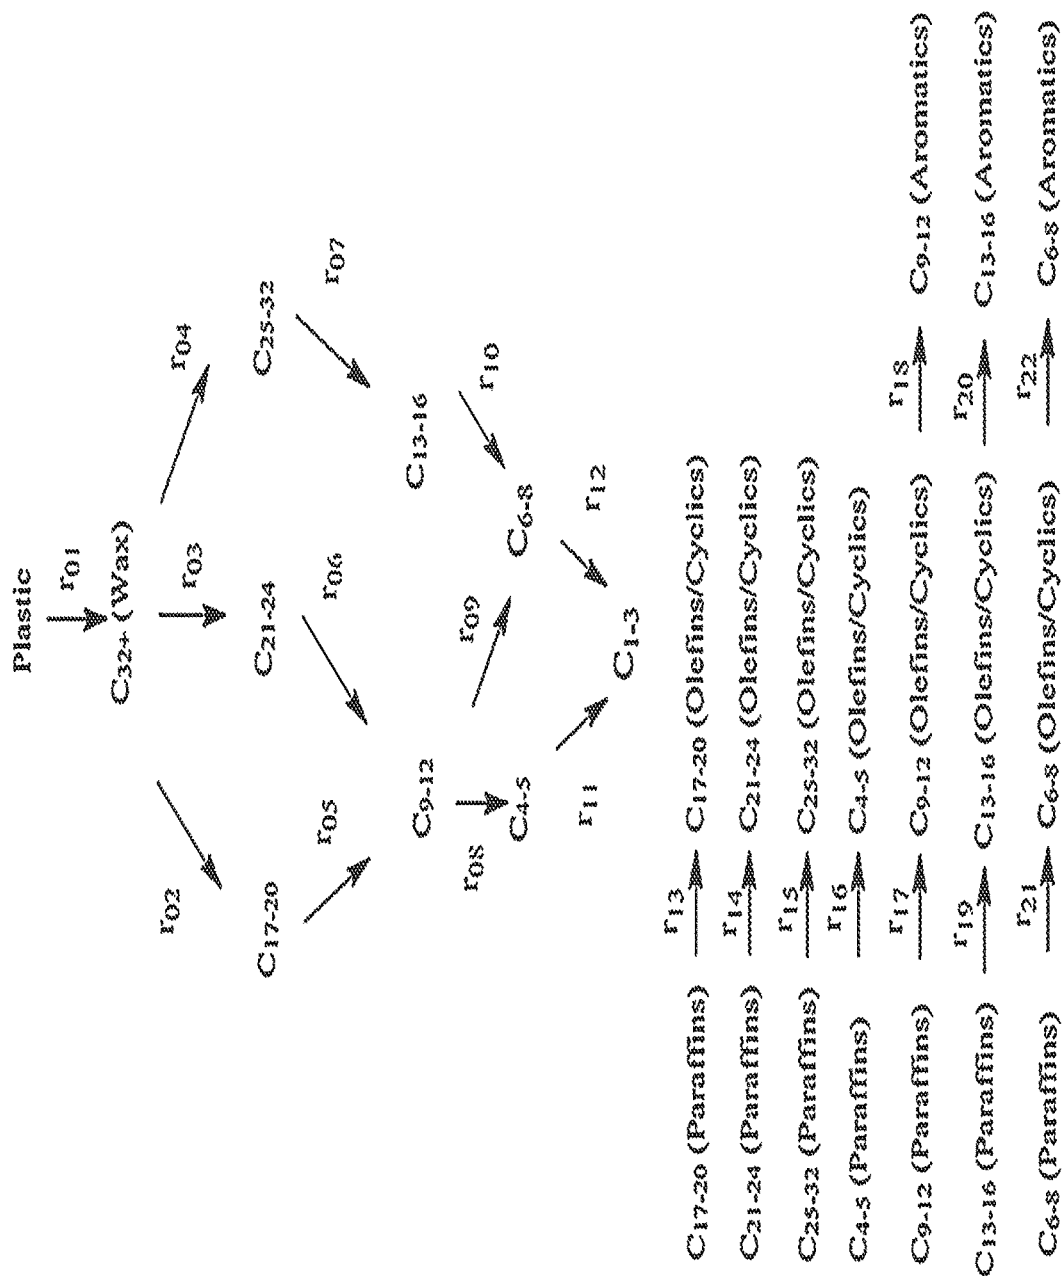 Plastic
r01
C32+ (Wax)
r02 r03 r04
C17-20 C21-24 C25-32
r05 r06 r07
C9-12 C13-16
r08 r09 r10
C4-5 C6-8
r11 r12
C1-3
C17-20 (Paraffins) r13 C17-20 (Olefins/Cyclics)
C21-24 (Paraffins) r14 C21-24 (Olefins/Cyclics)
C25-32 (Paraffins) r15 C25-32 (Olefins/Cyclics)
C4-5 (Paraffins) r16 C4-5 (Olefins/Cyclics)
C9-12 (Paraffins) r17 C9-12 (Olefins/Cyclics) r18 C9-12 (Aromatics)
C13-16 (Paraffins) r19 C13-16 (Olefins/Cyclics) r20 C13-16 (Aromatics)
C6-8 (Paraffins) r21 C6-8 (Olefins/Cyclics) r22 C6-8 (Aromatics)